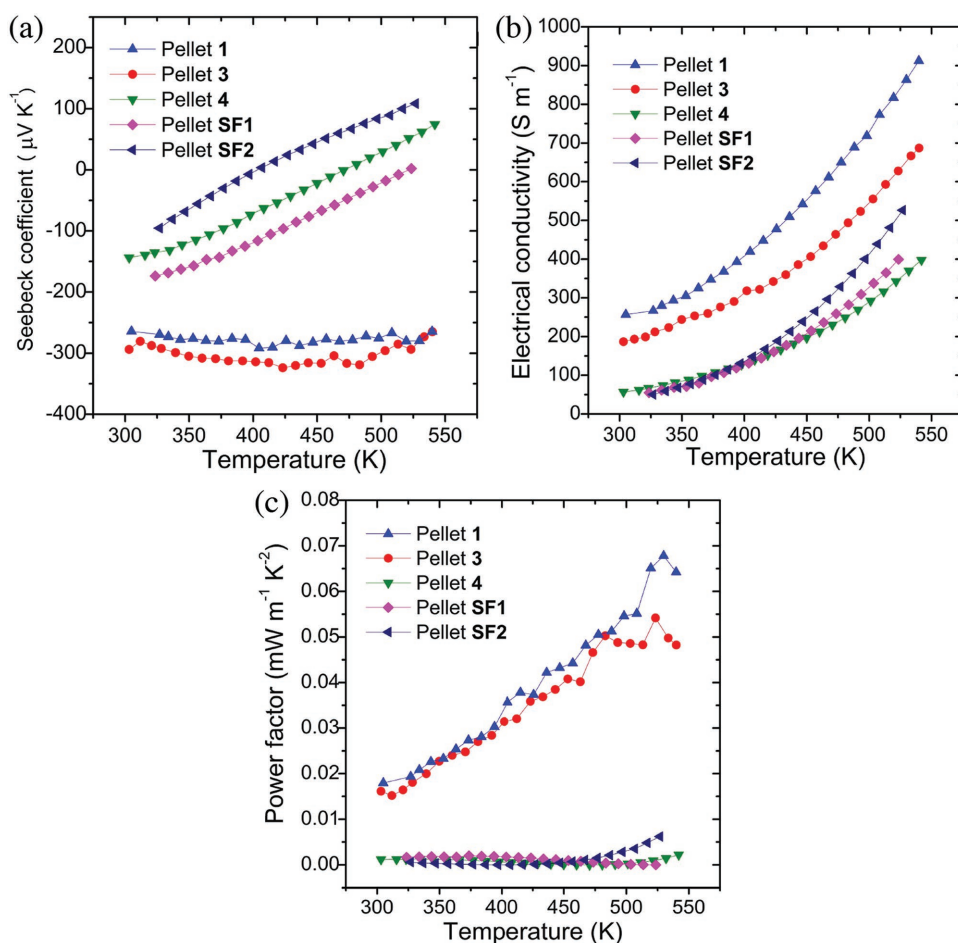 (a)
200
100
0
-100
-200
-300
-400
Seebeck coefficient ( μV K⁻¹)
Pellet 1
Pellet 3
Pellet 4
Pellet SF1
Pellet SF2
300 350 400 450 500 550
Temperature (K)
(b)
1000
900
800
700
600
500
400
300
200
100
0
Electrical conductivity (S m⁻¹)
Pellet 1
Pellet 3
Pellet 4
Pellet SF1
Pellet SF2
300 350 400 450 500 550
Temperature (K)
(c)
0.08
0.07
0.06
0.05
0.04
0.03
0.02
0.01
0.00
Power factor (mW m⁻¹ K⁻²)
Pellet 1
Pellet 3
Pellet 4
Pellet SF1
Pellet SF2
300 350 400 450 500 550
Temperature (K)